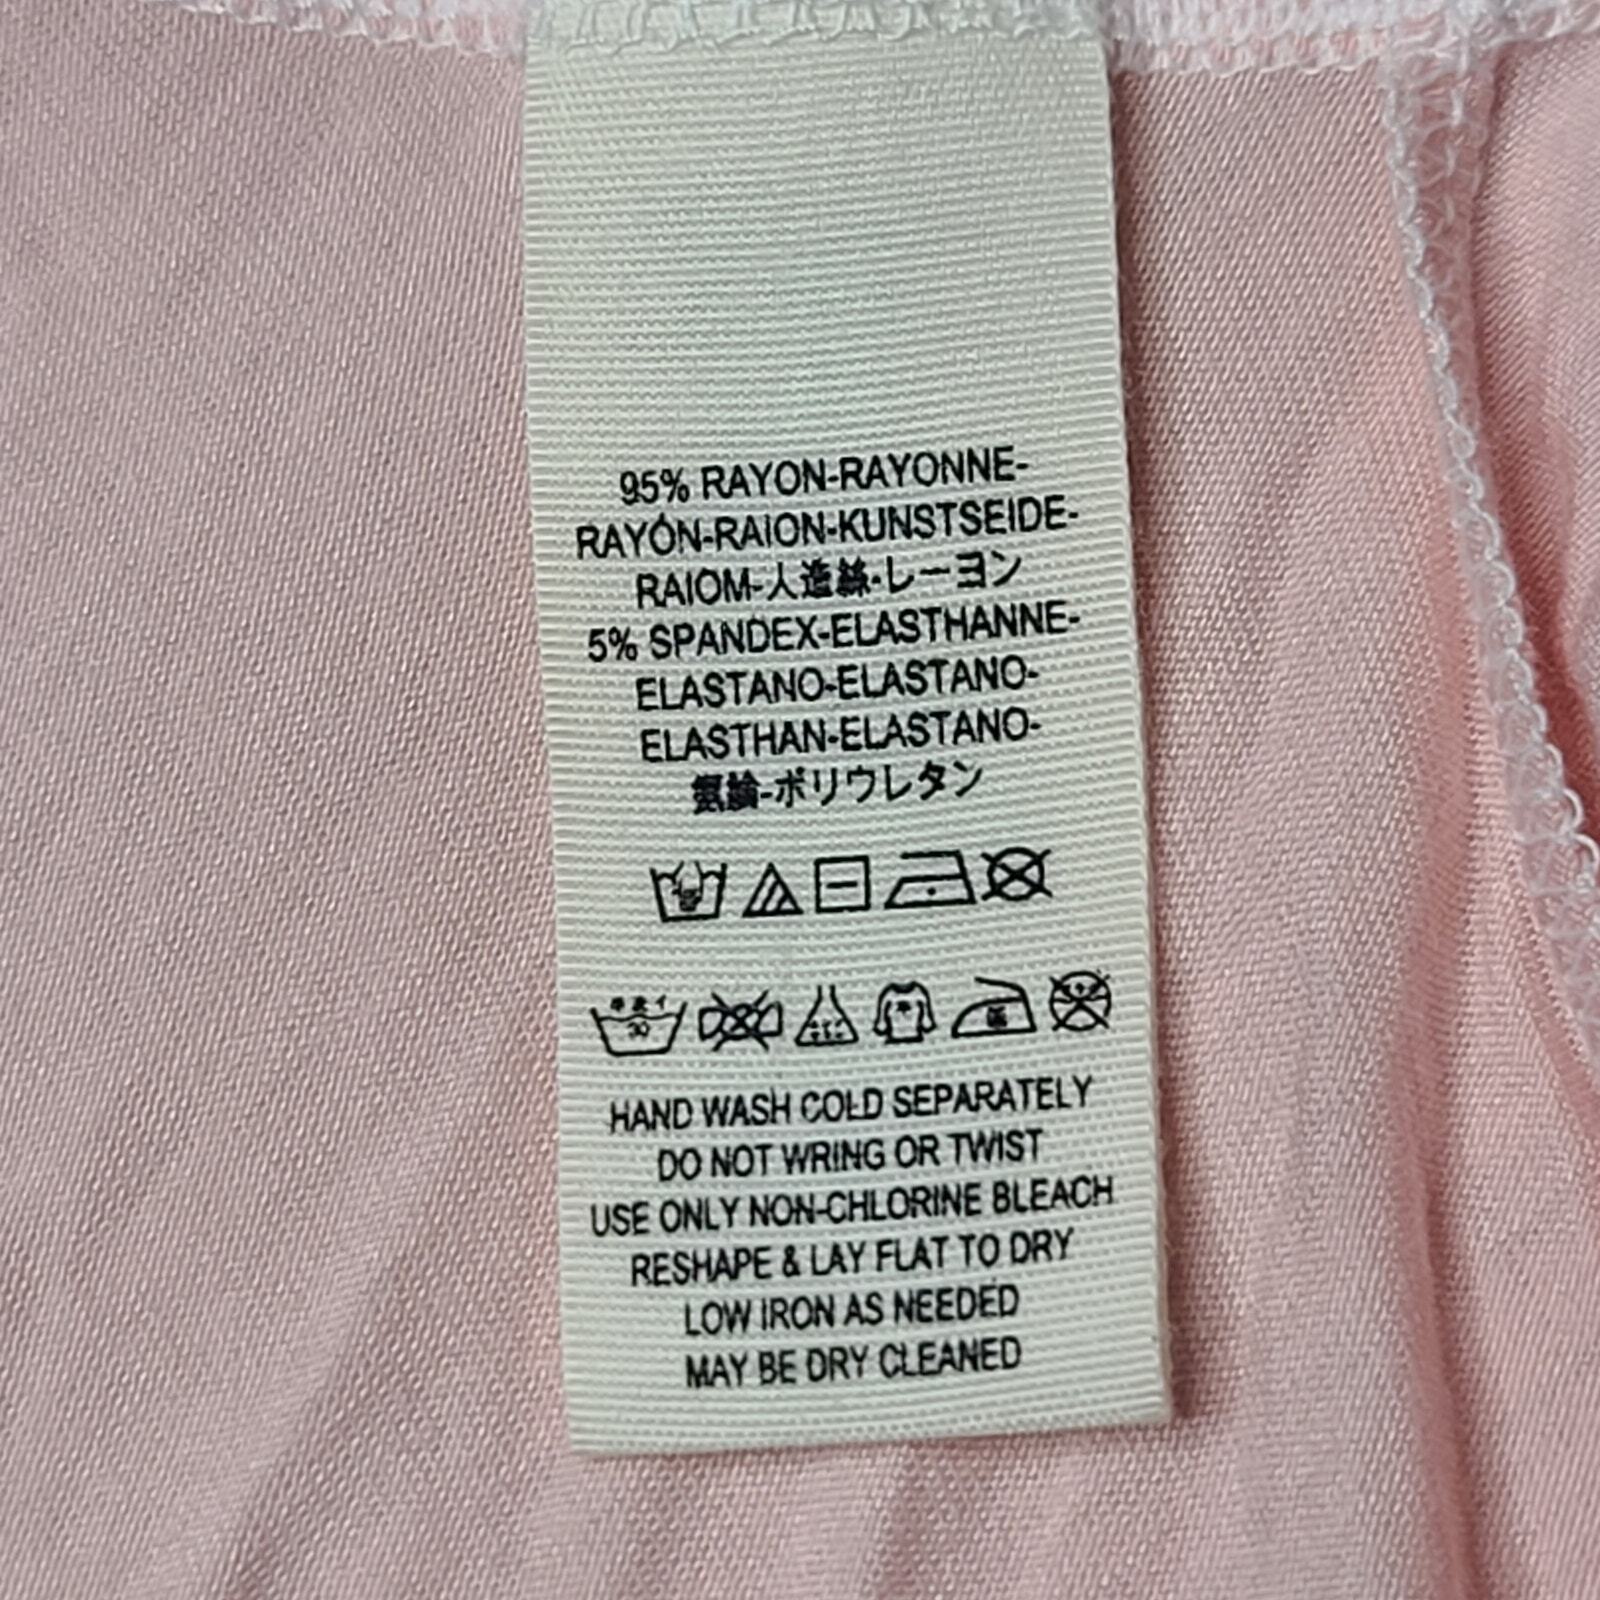 95% RAYON-RAYONNE-
RAYÓN-RAION-KUNSTSEIDE-
RAIOM-人造絲-レーヨン
5% SPANDEX-ELASTHANNE-
ELASTANO-ELASTANO-
ELASTHAN-ELASTANO-
氨綸-ポリウレタン
30
HAND WASH COLD SEPARATELY
DO NOT WRING OR TWIST
USE ONLY NON-CHLORINE BLEACH
RESHAPE & LAY FLAT TO DRY
LOW IRON AS NEEDED
MAY BE DRY CLEANED